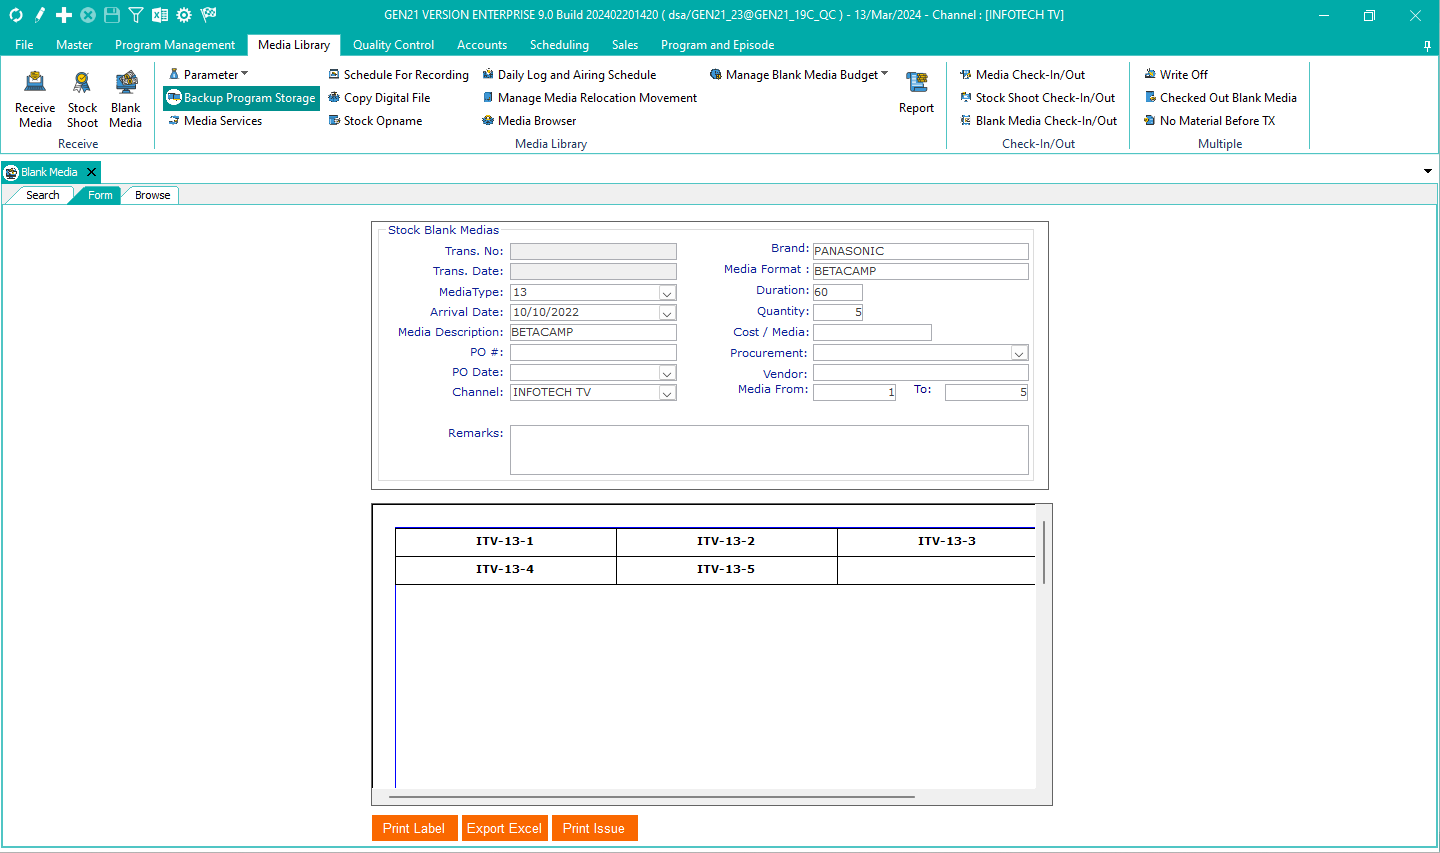 GEN21 VERSION ENTERPRISE 9.0 Build 202402201420 ( dsa/GEN21_23@GEN21_19C_QC ) - 13/Mar/2024 - Channel : [INFOTECH TV]
File Master Program Management Media Library Quality Control Accounts Scheduling Sales Program and Episode
Receive Media
Stock Shoot
Blank Media
Receive
Parameter
Backup Program Storage
Media Services
Schedule For Recording
Copy Digital File
Stock Opname
Daily Log and Airing Schedule
Manage Media Relocation Movement
Media Browser
Manage Blank Media Budget
Report
Media Library
Media Check-In/Out
Stock Shoot Check-In/Out
Blank Media Check-In/Out
Check-In/Out
Write Off
Checked Out Blank Media
No Material Before TX
Multiple
Blank Media
Search Form Browse
Stock Blank Medias
Trans. No:
Trans. Date:
MediaType: 13
Arrival Date: 10/10/2022
Media Description: BETACAMP
PO #:
PO Date:
Channel: INFOTECH TV
Brand: PANASONIC
Media Format : BETACAMP
Duration: 60
Quantity: 5
Cost / Media:
Procurement:
Vendor:
Media From: 1 To: 5
Remarks:
ITV-13-1 ITV-13-2 ITV-13-3
ITV-13-4 ITV-13-5
Print Label Export Excel Print Issue